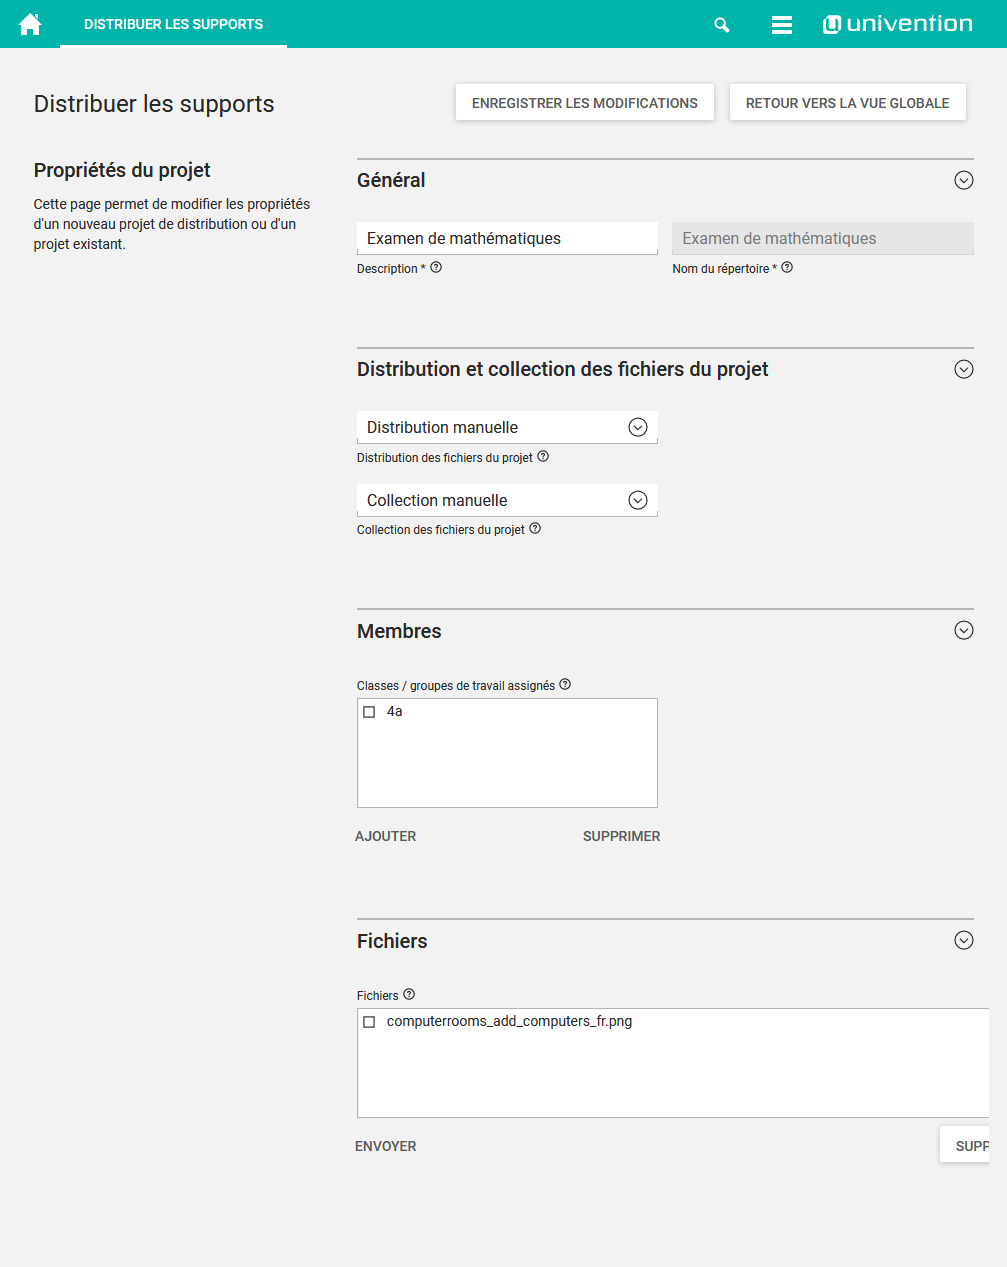 DISTRIBUER LES SUPPORTS
univention
Distribuer les supports
ENREGISTRER LES MODIFICATIONS
RETOUR VERS LA VUE GLOBALE
Propriétés du projet
Cette page permet de modifier les propriétés
d'un nouveau projet de distribution ou d'un
projet existant.
Général
Examen de mathématiques
Examen de mathématiques
Description *
Nom du répertoire *
Distribution et collection des fichiers du projet
Distribution manuelle
Distribution des fichiers du projet
Collection manuelle
Collection des fichiers du projet
Membres
Classes / groupes de travail assignés
4a
AJOUTER
SUPPRIMER
Fichiers
Fichiers
computerrooms_add_computers_fr.png
ENVOYER
SUPP